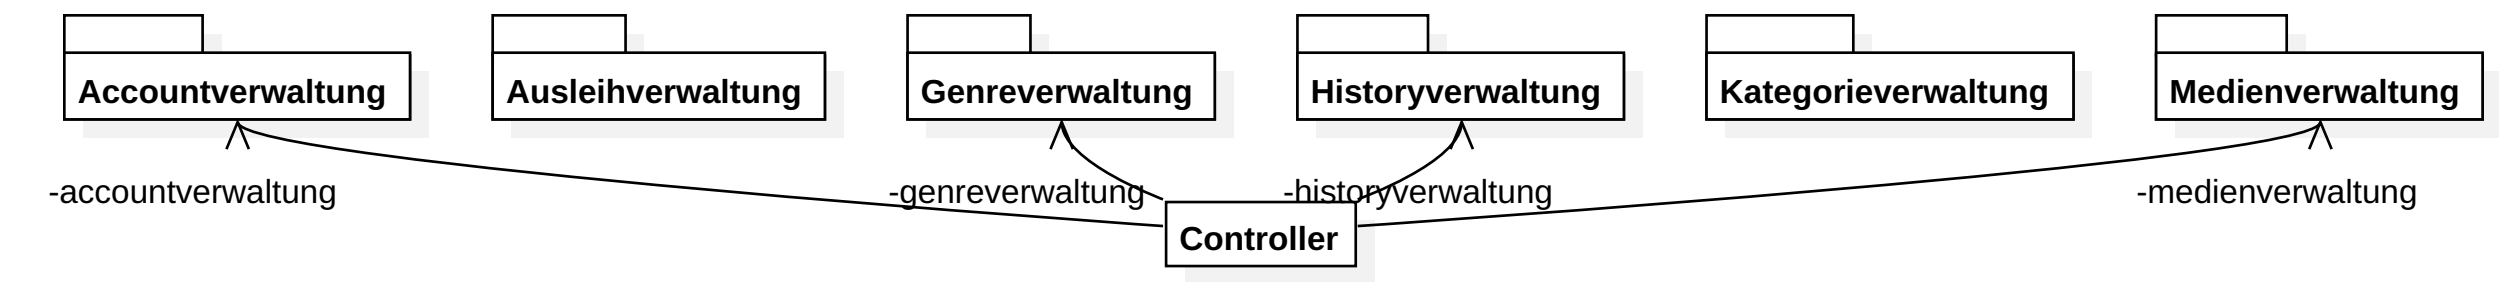 Accountverwaltung
Ausleihverwaltung
Genreverwaltung
Historyverwaltung
Kategorieverwaltung
Medienverwaltung
-accountverwaltung
-genreverwaltung
-historyverwaltung
-medienverwaltung
Controller